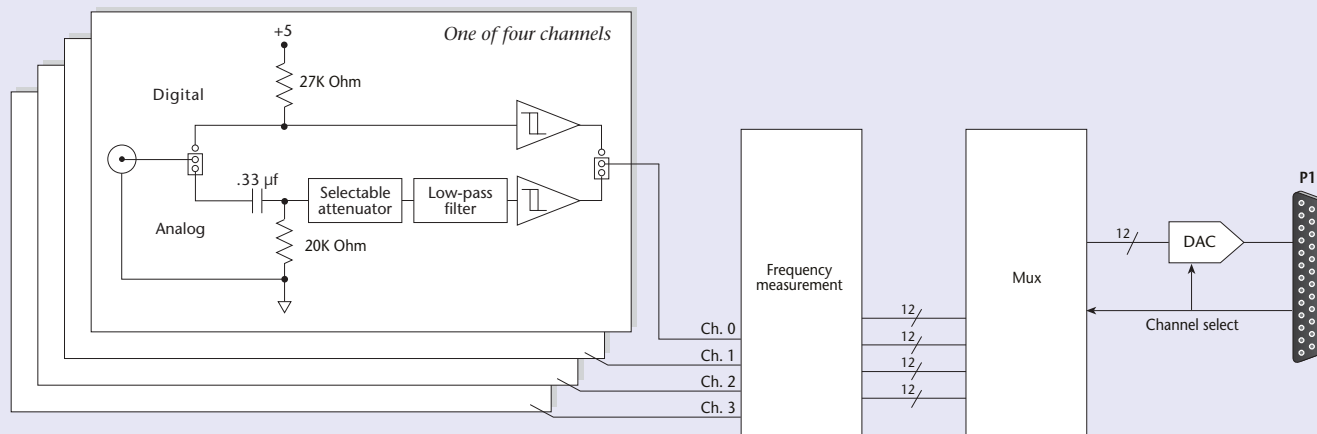 One of four channels
+5
27K Ohm
Digital
.33 µf
Selectable
attenuator
Low-pass
filter
Analog
20K Ohm
Ch. 0
Ch. 1
Ch. 2
Ch. 3
Frequency
measurement
12
12
12
12
Mux
12
DAC
Channel select
P1